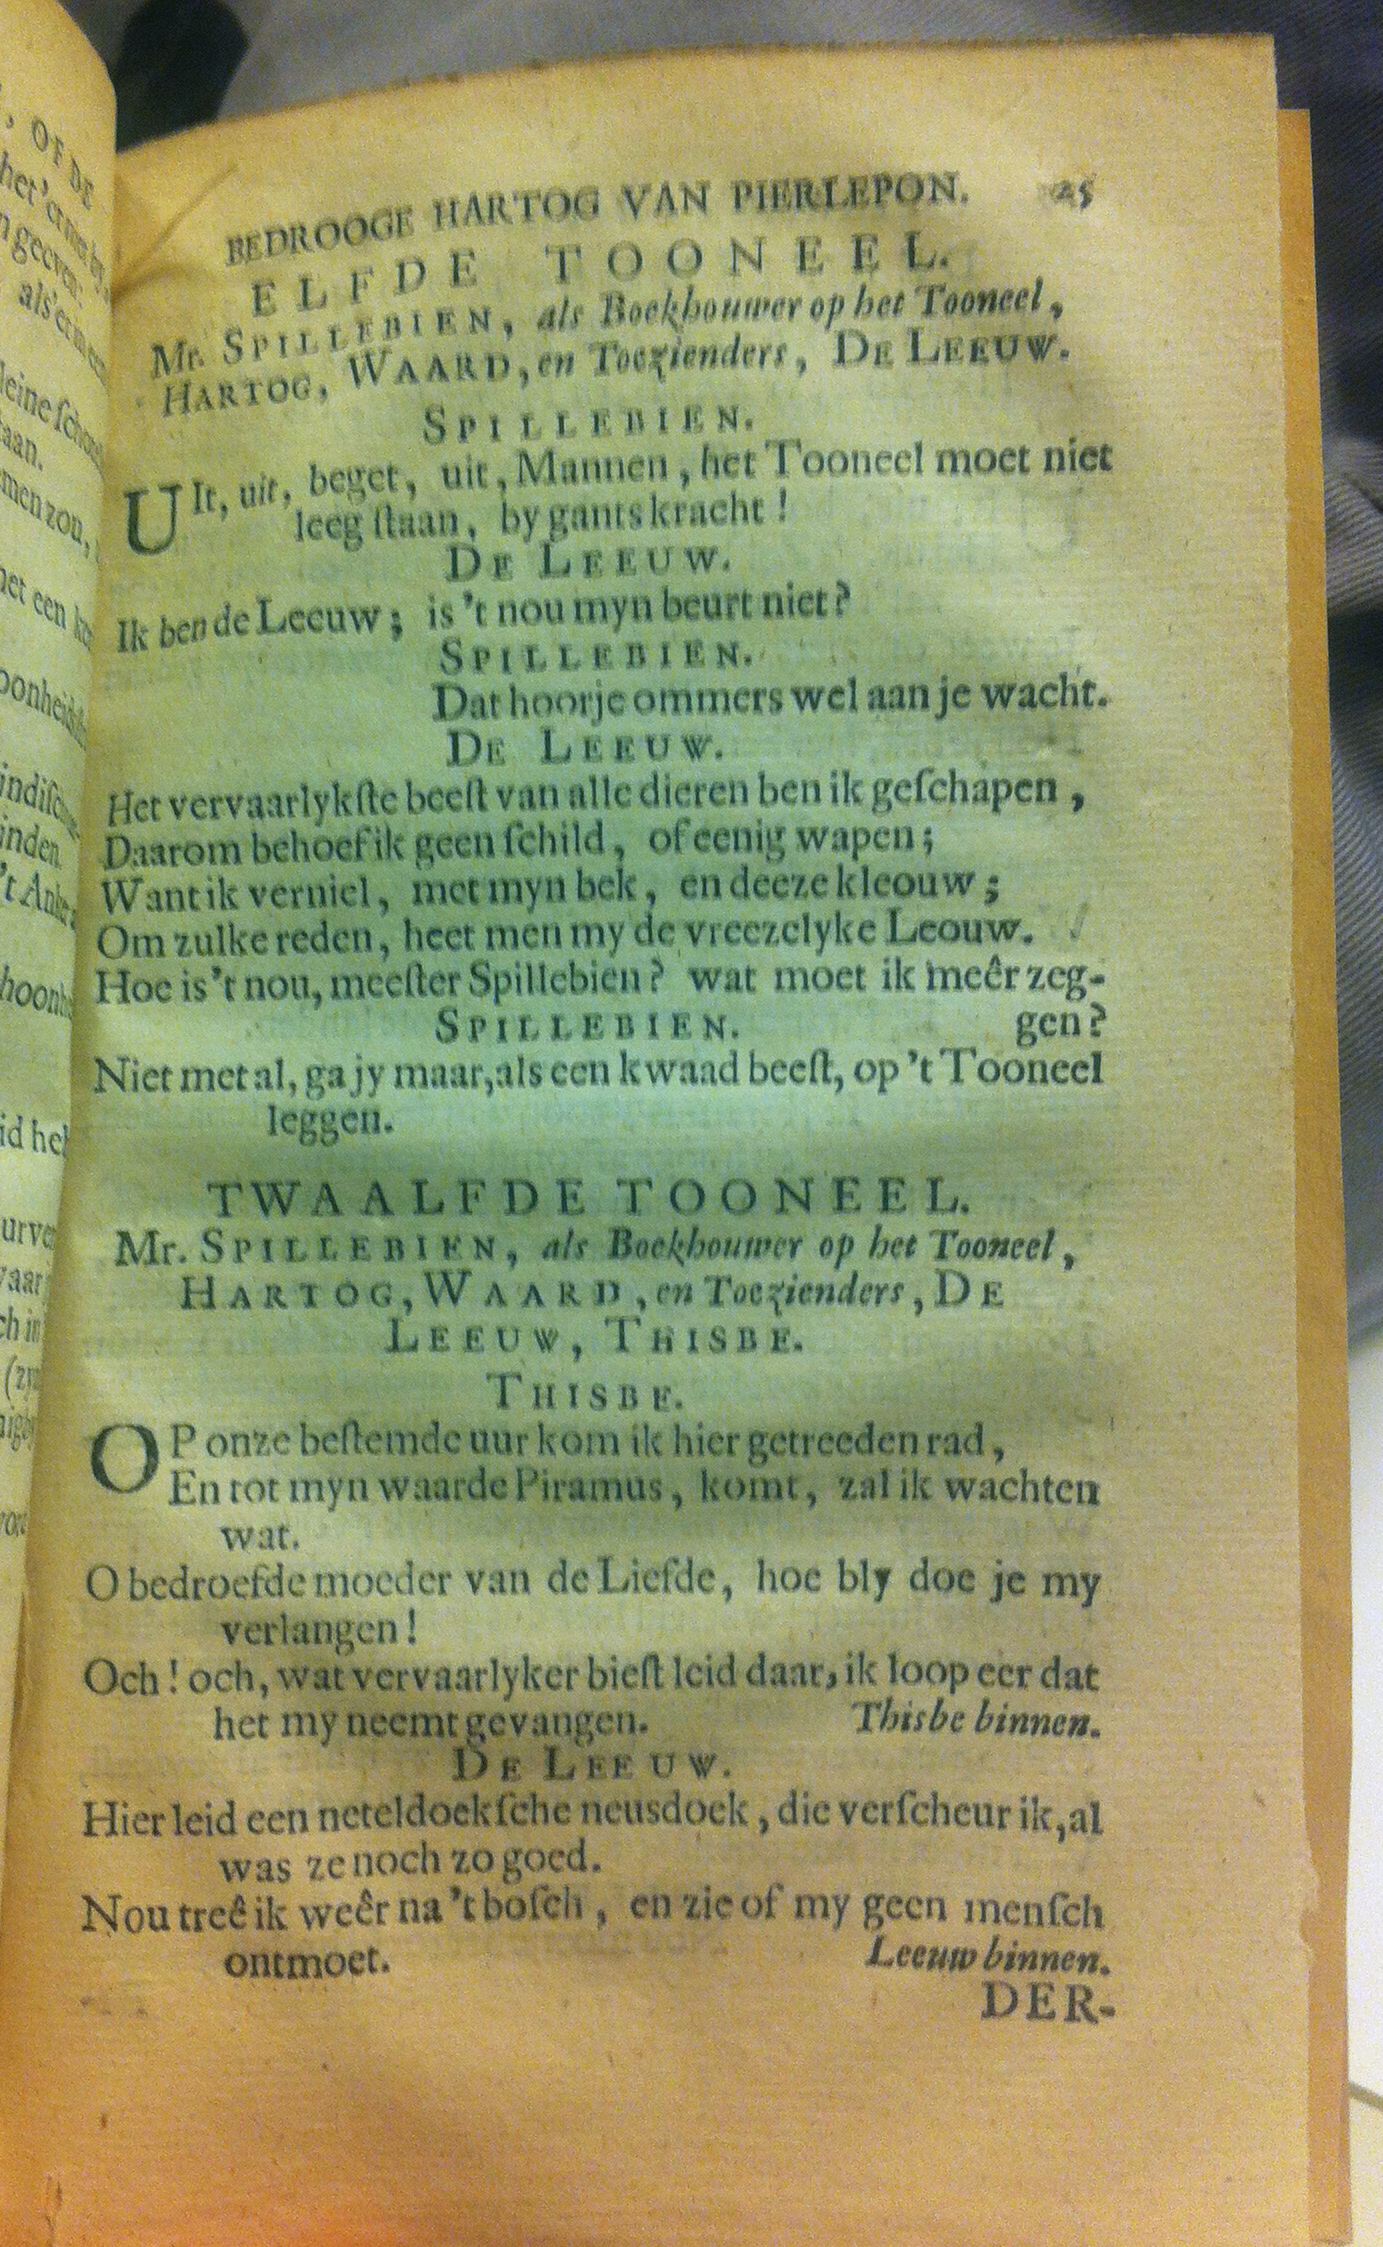 , OF DE
BEDROOGE HARTOG VAN PIERLEPON. 25
ELFDE TOONEEL.
Mr. SPILLEBIEN, als Boekhouwer op het Tooneel,
HARTOG, WAARD, en Toezienders, DE LEEUW.
SPILLEBIEN.
UIt, uit, beget, uit, Mannen, het Tooneel moet niet
leeg ſtaan, by gants kracht!
DE LEEUW.
Ik ben de Leeuw; is 't nou myn beurt niet?
SPILLEBIEN.
Dat hoorje ommers wel aan je wacht.
DE LEEUW.
Het vervaarlykſte beeſt van alle dieren ben ik geſchapen,
Daarom behoef ik geen ſchild, of eenig wapen;
Want ik verniel, met myn bek, en deeze kleouw;
Om zulke reden, heet men my de vreezelyke Leouw.
Hoe is 't nou, meeſter Spillebien? wat moet ik meêr zeg-
SPILLEBIEN. gen?
Niet met al, ga jy maar, als een kwaad beeſt, op 't Tooneel
leggen.
TWAALFDE TOONEEL.
Mr. SPILLEBIEN, als Boekhouwer op het Tooneel,
HARTOG, WAARD, en Toezienders, DE
LEEUW, THISBE.
THISBE.
OP onze beſtemde uur kom ik hier getreeden rad,
En tot myn waarde Piramus, komt, zal ik wachten
wat.
O bedroefde moeder van de Liefde, hoe bly doe je my
verlangen!
Och! och, wat vervaarlyker bieſt leid daar, ik loop eer dat
het my neemt gevangen. Thisbe binnen.
DE LEEUW.
Hier leid een neteldoekſche neusdoek, die verſcheur ik, al
was ze noch zo goed.
Nou treê ik weêr na 't boſch, en zie of my geen menſch
ontmoet. Leeuw binnen.
DER-